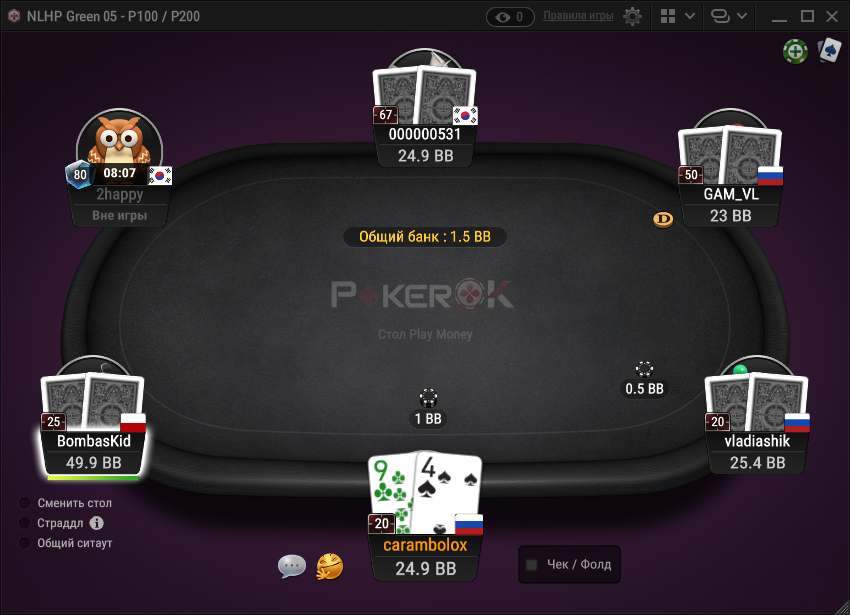 NLHP Green 05 - P100 / P200
0
Правила игры
67
000000531
24.9 BB
80
08:07
2happy
Вне игры
50
GAM_VL
23 BB
D
Общий банк : 1.5 BB
POKEROK
Стол Play Money
0.5 BB
1 BB
25
BombasKid
49.9 BB
20
vladiashik
25.4 BB
9
4
20
carambolox
24.9 BB
Сменить стол
Страддл i
Общий ситаут
Чек / Фолд